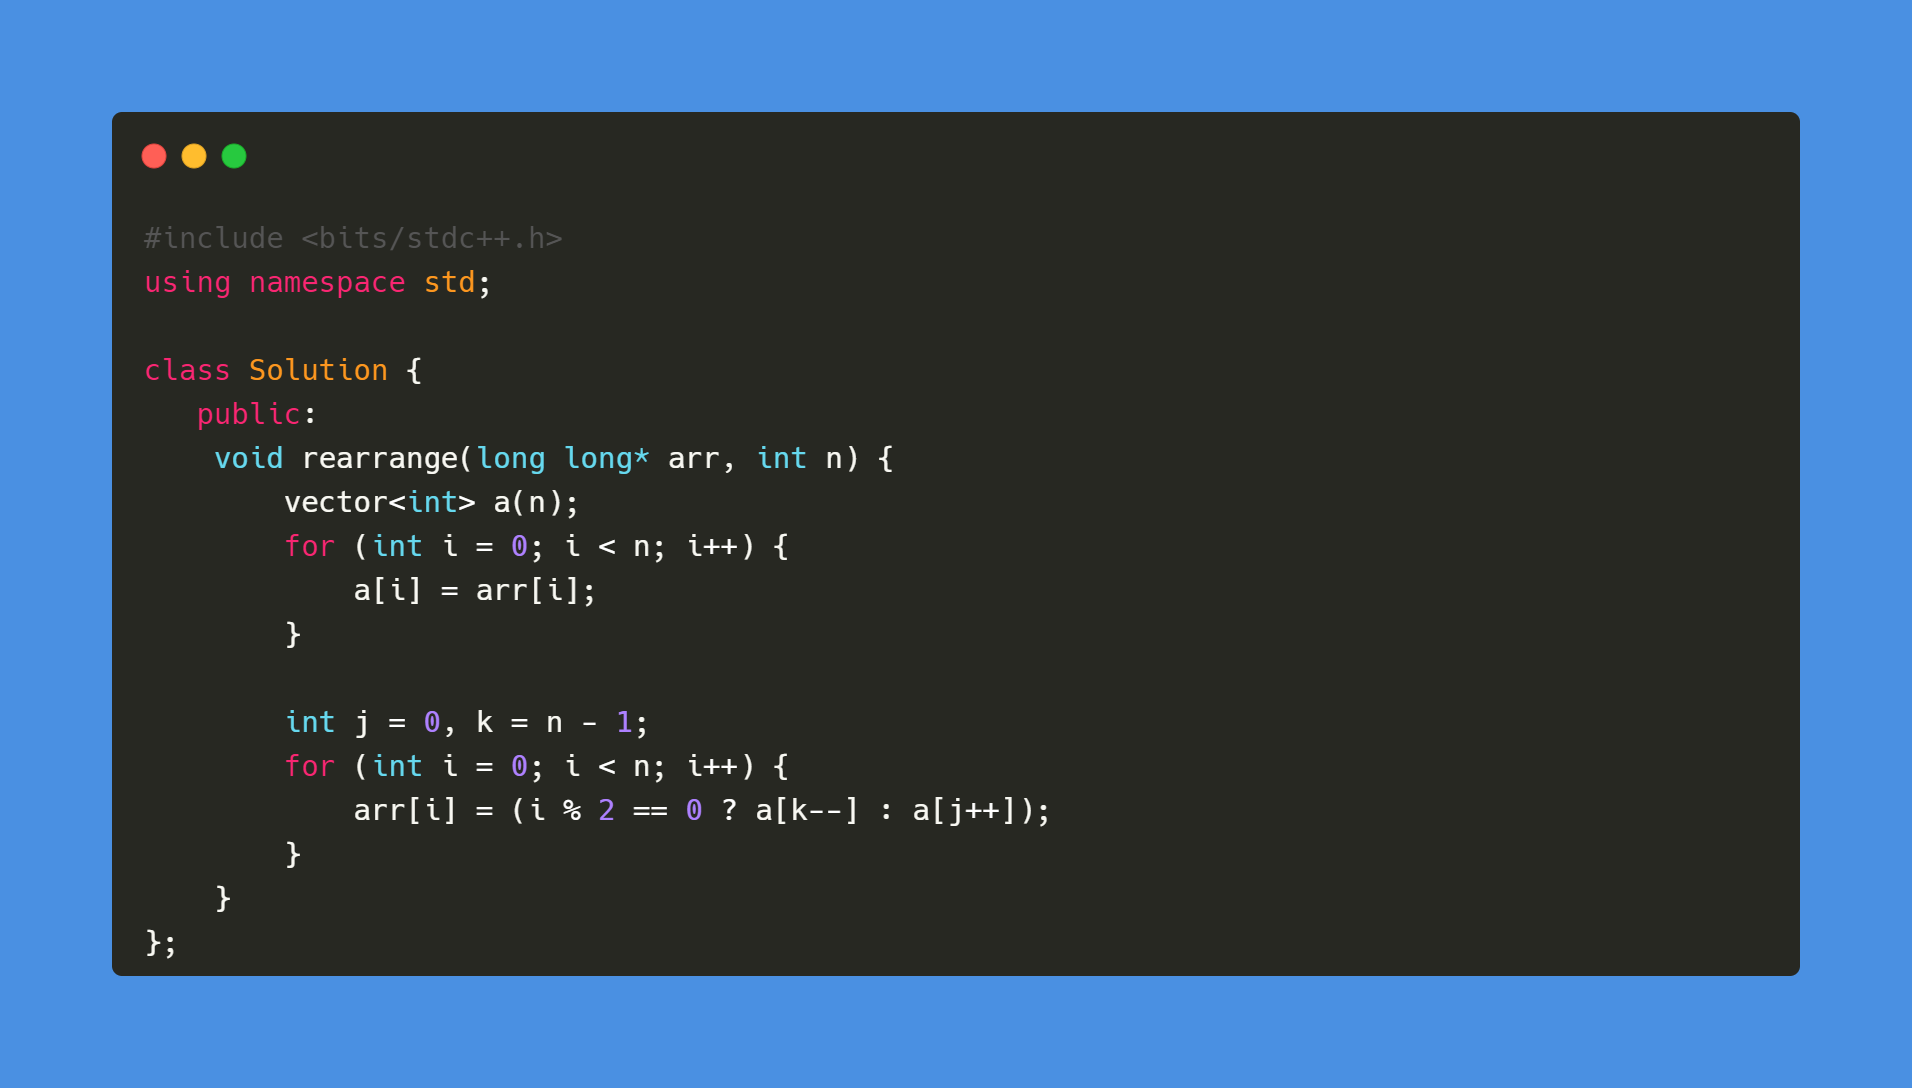 #include <bits/stdc++.h>
using namespace std;

class Solution {
   public:
    void rearrange(long long* arr, int n) {
        vector<int> a(n);
        for (int i = 0; i < n; i++) {
            a[i] = arr[i];
        }

        int j = 0, k = n - 1;
        for (int i = 0; i < n; i++) {
            arr[i] = (i % 2 == 0 ? a[k--] : a[j++]);
        }
    }
};